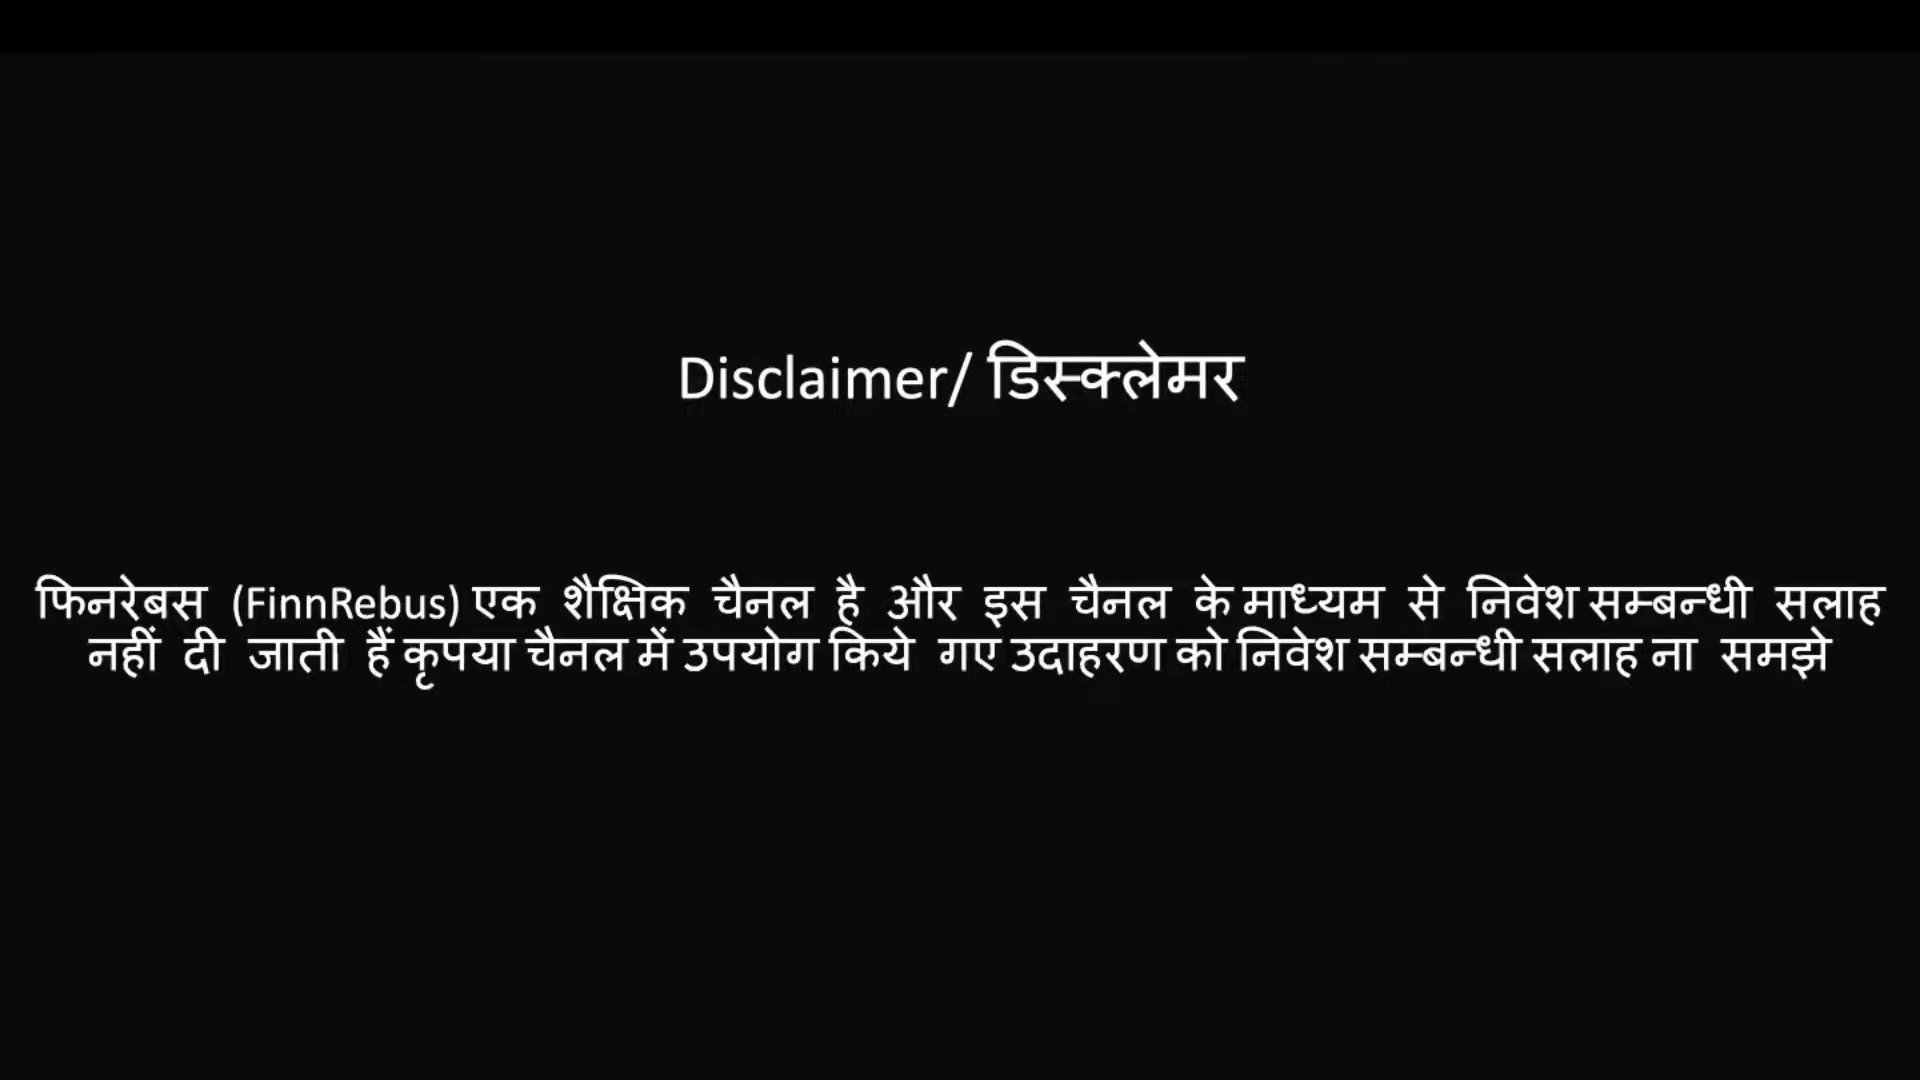 Disclaimer/ डिस्क्लेमर
फिनरेबस (FinnRebus) एक शैक्षिक चैनल है और इस चैनल के माध्यम से निवेश सम्बन्धी सलाह
नहीं दी जाती हैं कृपया चैनल में उपयोग किये गए उदाहरण को निवेश सम्बन्धी सलाह ना समझे